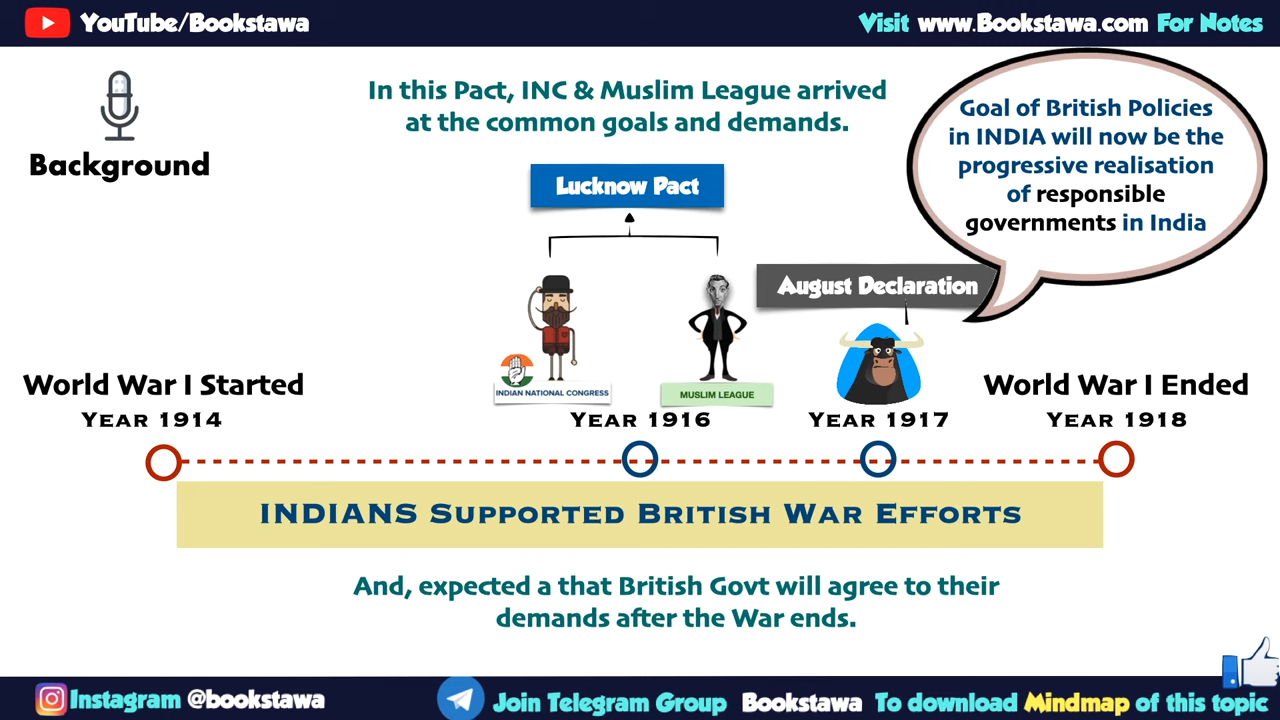 YouTube/Bookstawa
Visit www.Bookstawa.com For Notes
Background
In this Pact, INC & Muslim League arrived
at the common goals and demands.
Lucknow Pact
Goal of British Policies
in INDIA will now be the
progressive realisation
of responsible
governments in India
August Declaration
INDIAN NATIONAL CONGRESS
MUSLIM LEAGUE
World War I Started
YEAR 1914
YEAR 1916
YEAR 1917
World War I Ended
YEAR 1918
INDIANS SUPPORTED BRITISH WAR EFFORTS
And, expected a that British Govt will agree to their
demands after the War ends.
Instagram @bookstawa
Join Telegram Group Bookstawa To download Mindmap of this topic